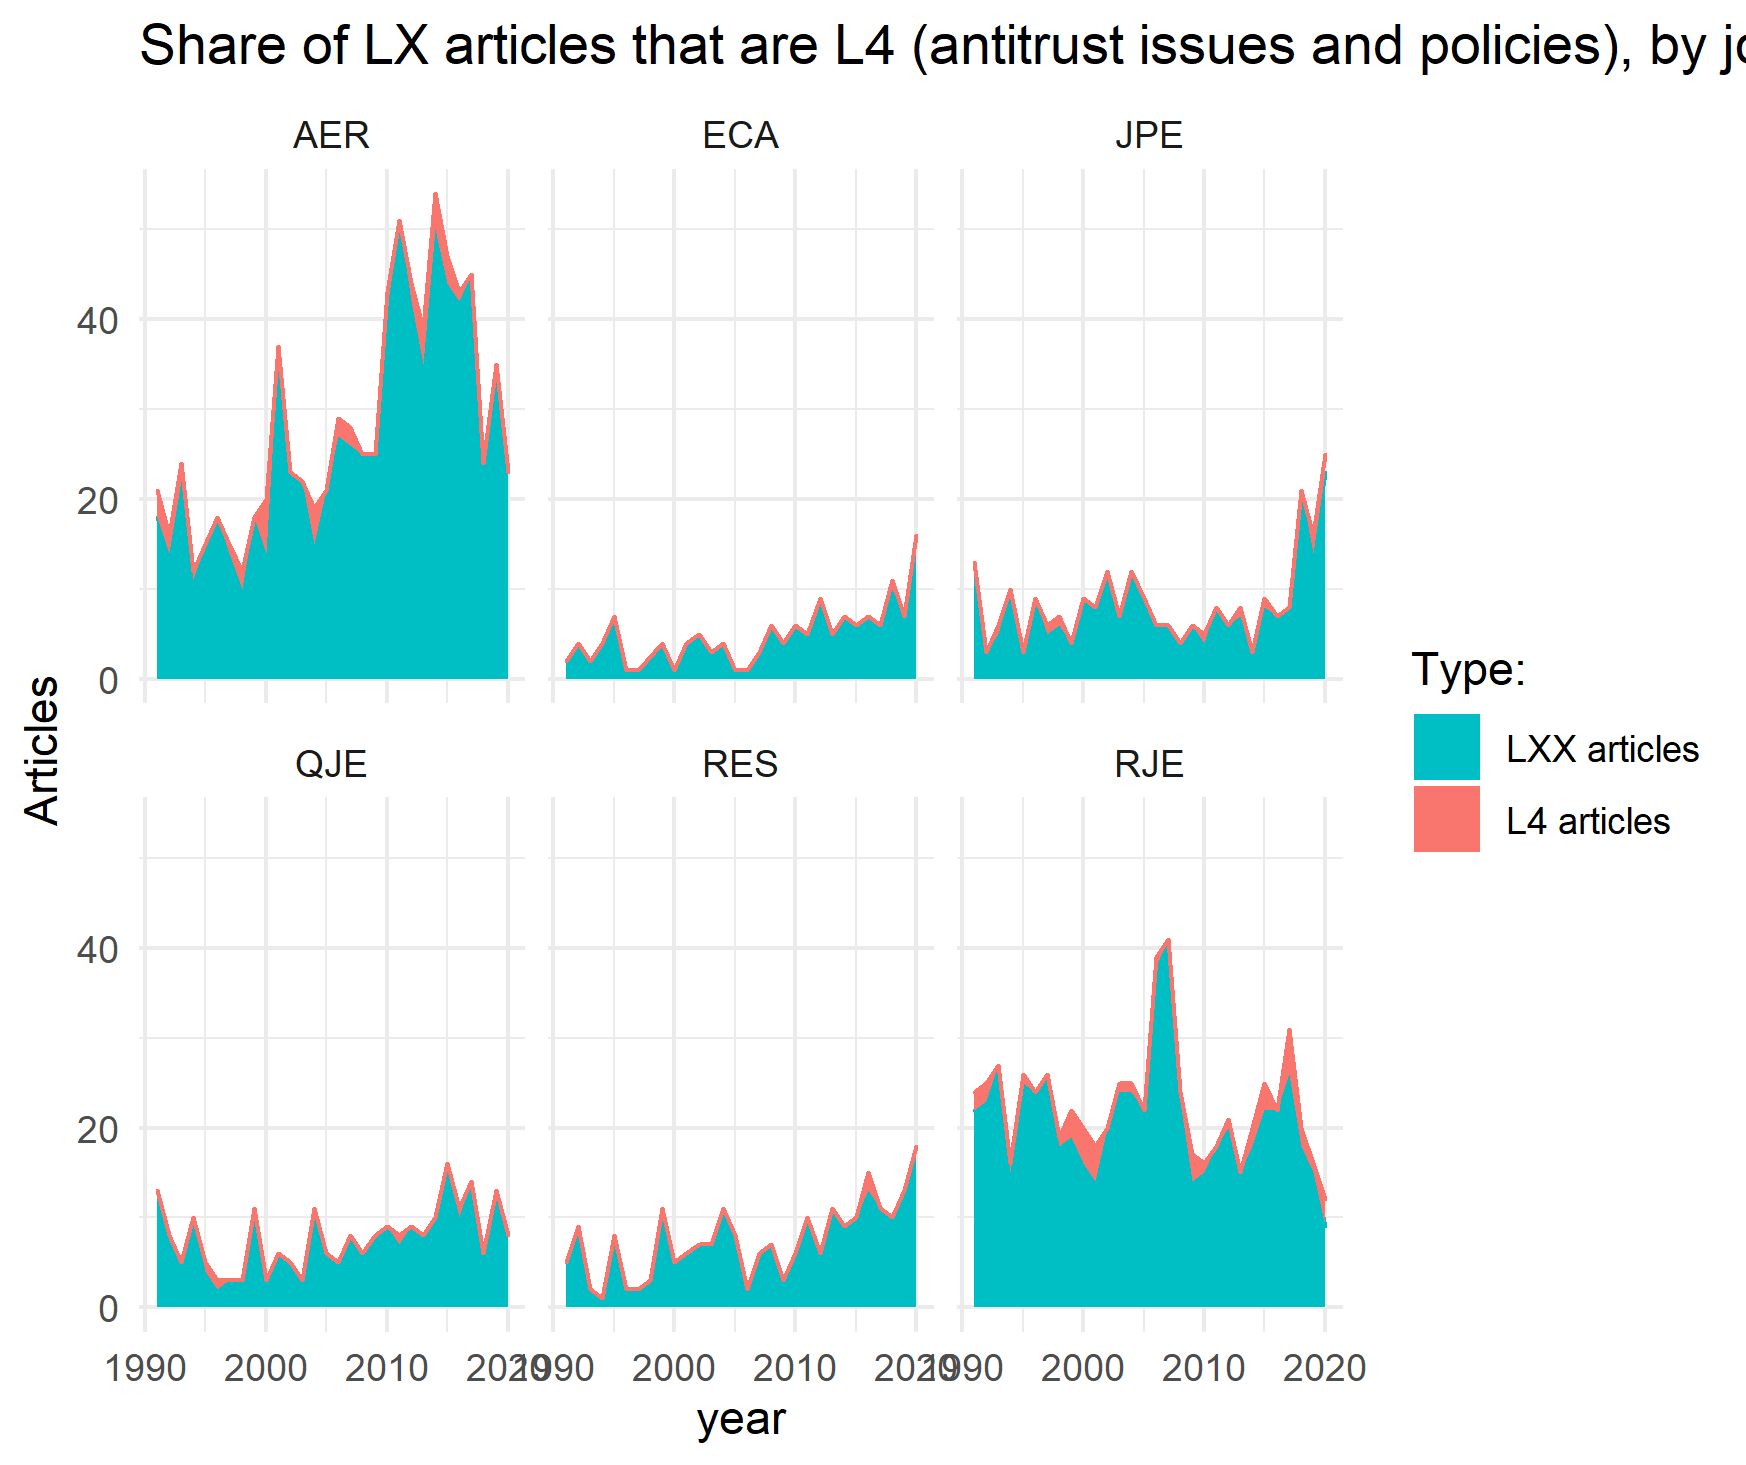 Share of LX articles that are L4 (antitrust issues and policies), by jo
AER ECA JPE
40
20
0
QJE RES RJE
40
20
0
1990 2000 2010 2020 1990 2000 2010 2020 1990 2000 2010 2020
year
Articles
Type:
LXX articles
L4 articles